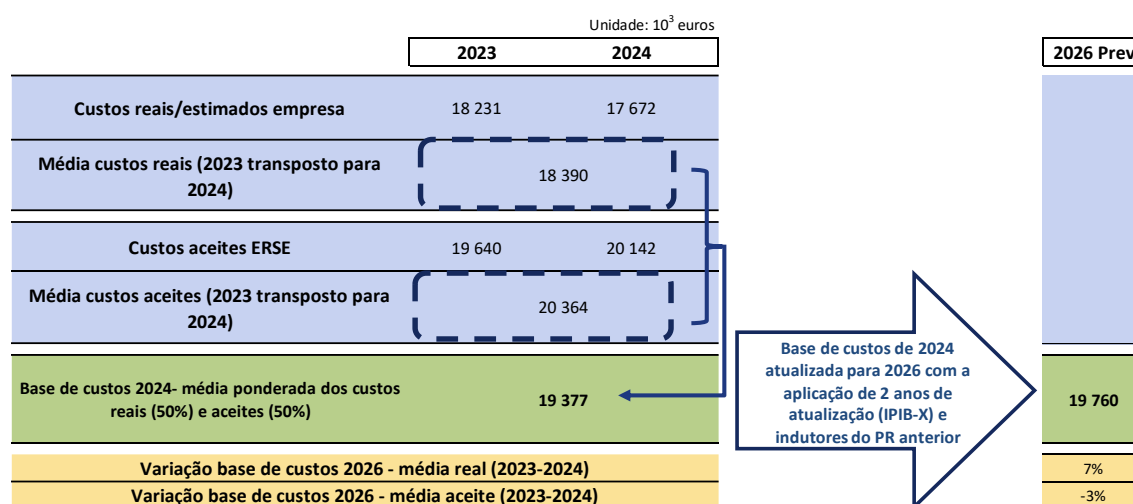 Unidade: 10³ euros
2023 2024 2026 Prev
Custos reais/estimados empresa 18 231 17 672
Média custos reais (2023 transposto para
2024) 18 390
Custos aceites ERSE 19 640 20 142
Média custos aceites (2023 transposto para
2024) 20 364
Base de custos de 2024
atualizada para 2026 com a
aplicação de 2 anos de
atualização (IPIB-X) e
indutores do PR anterior
Base de custos 2024- média ponderada dos custos
reais (50%) e aceites (50%) 19 377 19 760
Variação base de custos 2026 - média real (2023-2024) 7%
Variação base de custos 2026 - média aceite (2023-2024) -3%